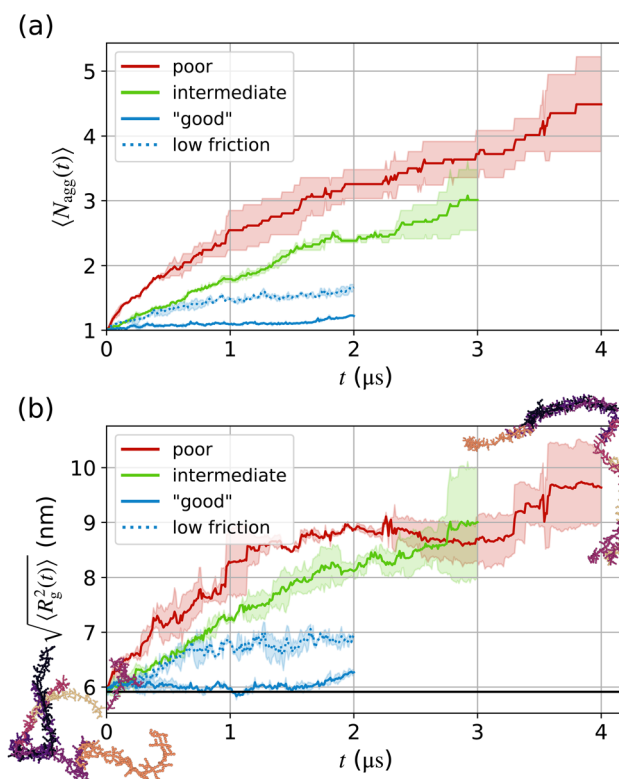 (a)
5
4
3
2
1
⟨N_agg(t)⟩
poor
intermediate
"good"
low friction
0
1
2
3
4
t (µs)
(b)
10
9
8
7
6
√⟨R_g^2(t)⟩ (nm)
poor
intermediate
"good"
low friction
0
1
2
3
4
t (µs)